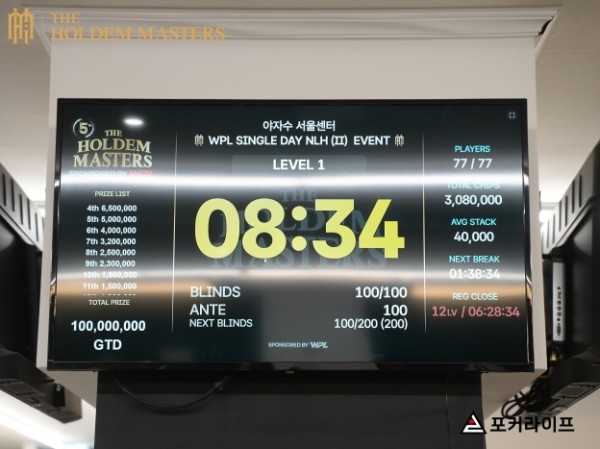 THE
HOLDEM MASTERS
5
THE
HOLDEM
MASTERS
SPONSORED BY
야자수 서울센터
WPL SINGLE DAY NLH (II) EVENT
LEVEL 1
08:34
BLINDS 100/100
ANTE 100
NEXT BLINDS 100/200 (200)
SPONSORED BY WPL
PRIZE LIST
4th 6,500,000
5th 5,000,000
6th 4,000,000
7th 3,200,000
8th 2,500,000
9th 2,300,000
10th 1,800,000
11th 1,500,000
TOTAL PRIZE
100,000,000
GTD
PLAYERS
77 / 77
TOTAL CHIPS
3,080,000
AVG STACK
40,000
NEXT BREAK
01:38:34
REG CLOSE
12LV / 06:28:34
포커라이프